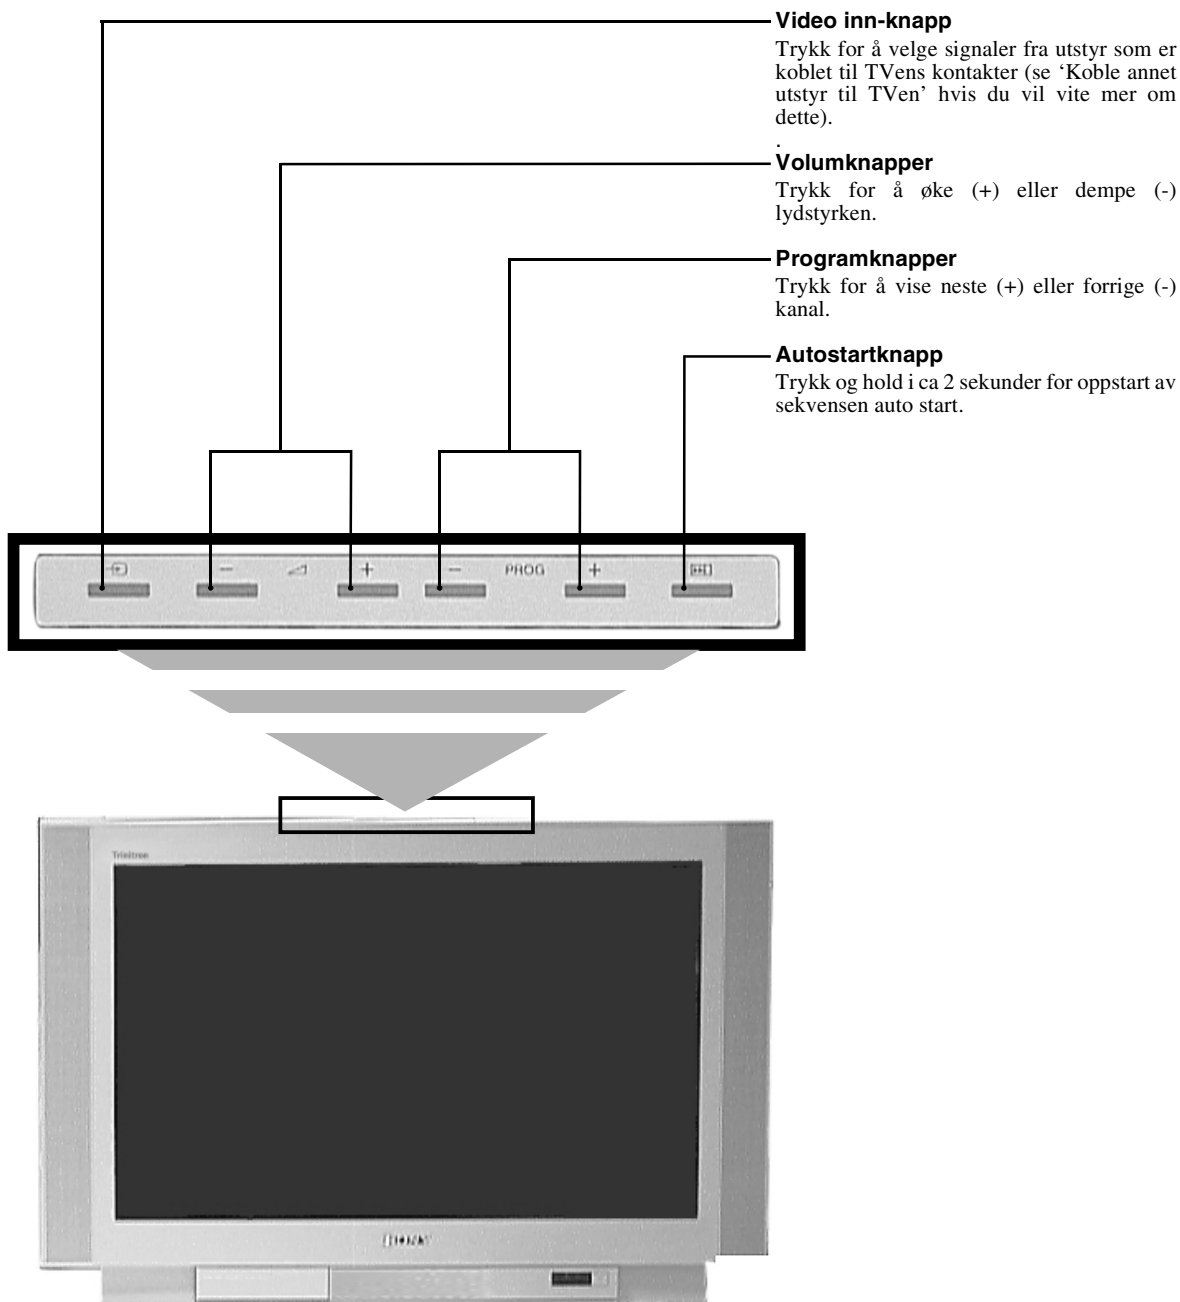 Video inn-knapp
Trykk for å velge signaler fra utstyr som er
koblet til TVens kontakter (se ‘Koble annet
utstyr til TVen’ hvis du vil vite mer om
dette).
.
Volumknapper
Trykk for å øke (+) eller dempe (-)
lydstyrken.
Programknapper
Trykk for å vise neste (+) eller forrige (-)
kanal.
Autostartknapp
Trykk og hold i ca 2 sekunder for oppstart av
sekvensen auto start.
− + − PROG +
Trinitron